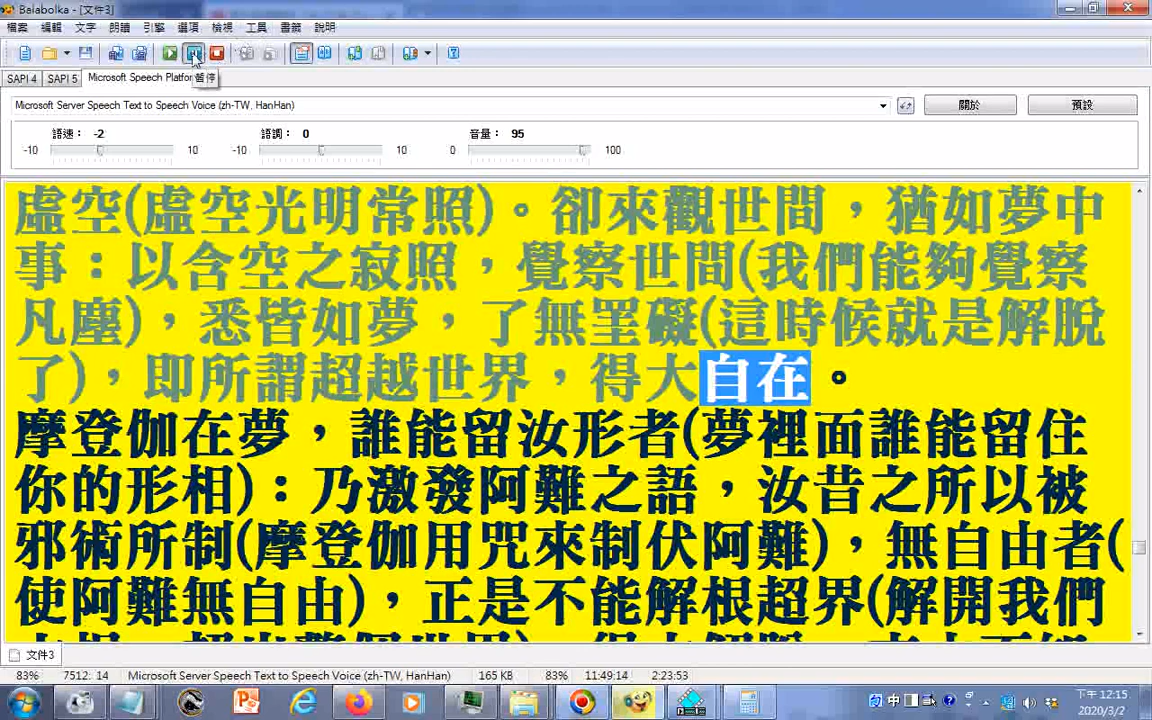 Balabolka - [文件3]
檔案 編輯 文字 朗讀 引擎 選項 檢視 工具 書籤 說明
SAPI 4 SAPI 5 Microsoft Speech Platfor 暫停
Microsoft Server Speech Text to Speech Voice (zh-TW, HanHan) 關於 預設
語速： -2 語調： 0 音量： 95
-10 10 -10 10 0 100
虛空(虛空光明常照)。卻來觀世間，猶如夢中
事：以含空之寂照，覺察世間(我們能夠覺察
凡塵)，悉皆如夢，了無罣礙(這時候就是解脫
了)，即所謂超越世界，得大自在。
摩登伽在夢，誰能留汝形者(夢裡面誰能留住
你的形相)：乃激發阿難之語，汝昔之所以被
邪術所制(摩登伽用咒來制伏阿難)，無自由者(
使阿難無自由)，正是不能解根超界(解開我們
文件3
83% 7512: 14 Microsoft Server Speech Text to Speech Voice (zh-TW, HanHan) 165 KB 83% 11:49:14 2:23:53
中 下午 12:15
2020/3/2